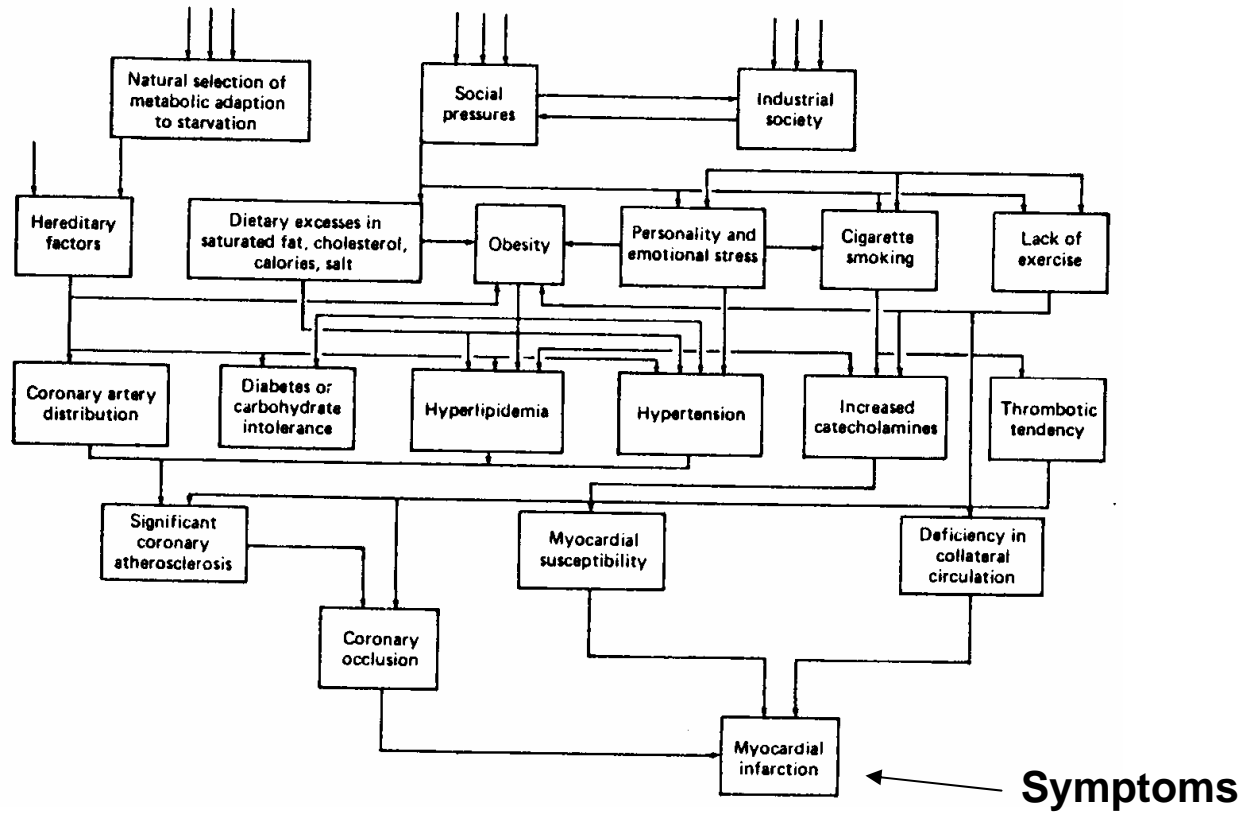 Natural selection of
metabolic adaption
to starvation
Social
pressures
Industrial
society
Hereditary
factors
Dietary excesses in
saturated fat, cholesterol,
calories, salt
Obesity
Personality and
emotional stress
Cigarette
smoking
Lack of
exercise
Coronary artery
distribution
Diabetes or
carbohydrate
intolerance
Hyperlipidemia
Hypertension
Increased
catecholamines
Thrombotic
tendency
Significant
coronary
atherosclerosis
Myocardial
susceptibility
Deficiency in
collateral
circulation
Coronary
occlusion
Myocardial
infarction
Symptoms